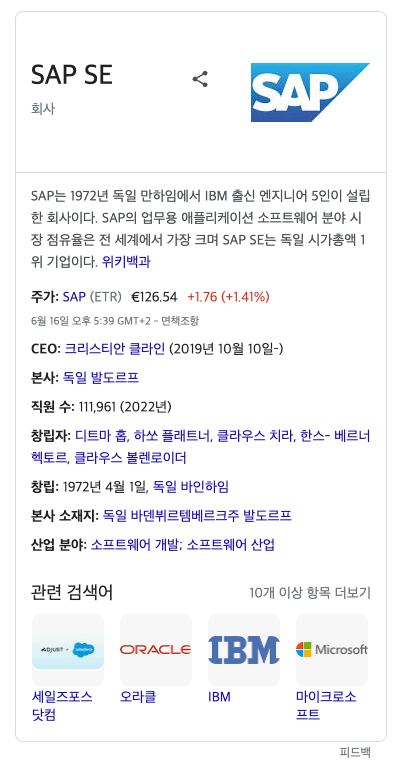 SAP SE
회사
SAP
SAP는 1972년 독일 만하임에서 IBM 출신 엔지니어 5인이 설립
한 회사이다. SAP의 업무용 애플리케이션 소프트웨어 분야 시
장 점유율은 전 세계에서 가장 크며 SAP SE는 독일 시가총액 1
위 기업이다. 위키백과
주가: SAP (ETR) €126.54 +1.76 (+1.41%)
6월 16일 오후 5:39 GMT+2 - 면책조항
CEO: 크리스티안 클라인 (2019년 10월 10일-)
본사: 독일 발도르프
직원 수: 111,961 (2022년)
창립자: 디트마 홉, 하쏘 플래트너, 클라우스 치라, 한스- 베르너
헥토르, 클라우스 볼렌로이더
창립: 1972년 4월 1일, 독일 바인하임
본사 소재지: 독일 바덴뷔르템베르크주 발도르프
산업 분야: 소프트웨어 개발; 소프트웨어 산업
관련 검색어 10개 이상 항목 더보기
ADJUST + salesforce ORACLE IBM Microsoft
세일즈포스 오라클 IBM 마이크로소
닷컴 프트
피드백